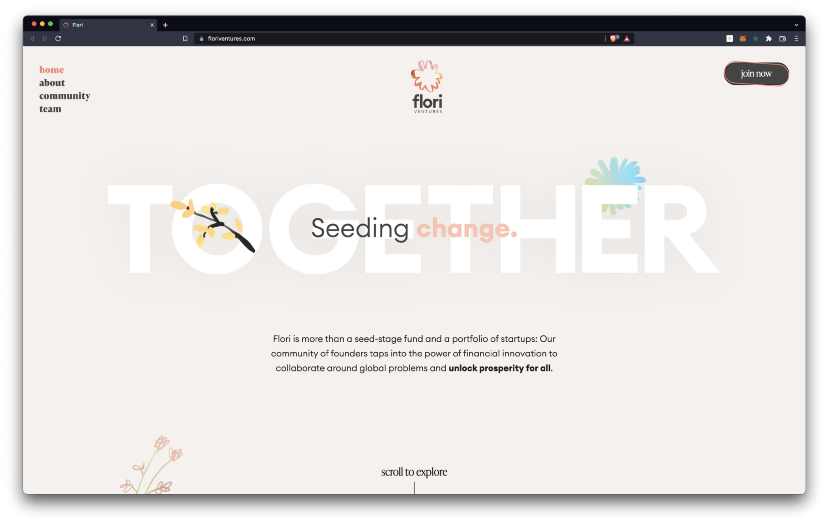 Flori
floriventures.com
home
about
community
team
flori
VENTURES
join now
TOGETHER
Seeding change.
Flori is more than a seed-stage fund and a portfolio of startups: Our
community of founders taps into the power of financial innovation to
collaborate around global problems and unlock prosperity for all.
scroll to explore